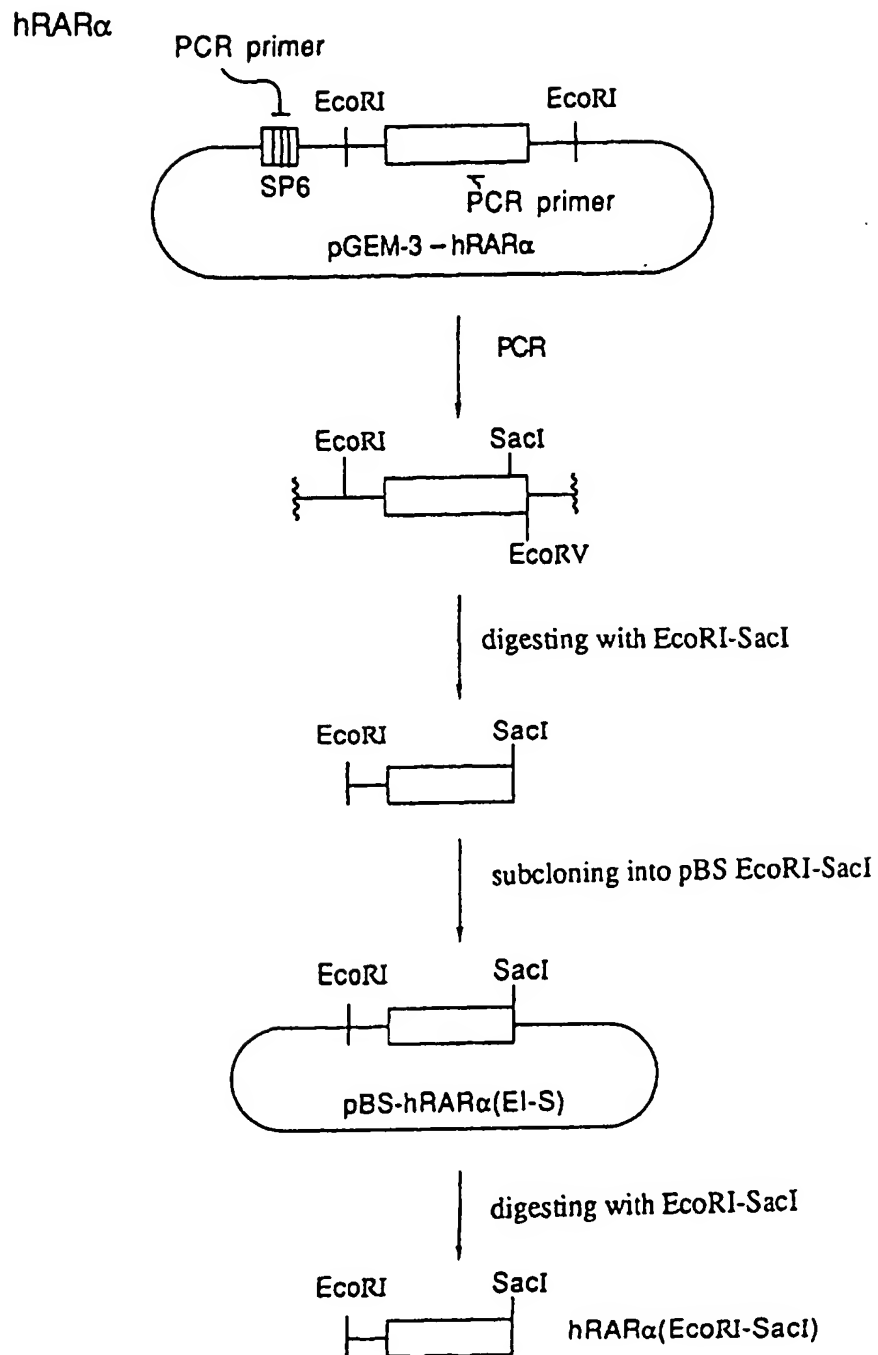 hRARα
PCR primer
EcoRI
EcoRI
SP6
PCR primer
pGEM-3 – hRARα
PCR
EcoRI
SacI
EcoRV
digesting with EcoRI-SacI
EcoRI
SacI
subcloning into pBS EcoRI-SacI
EcoRI
SacI
pBS-hRARα(EI-S)
digesting with EcoRI-SacI
EcoRI
SacI
hRARα(EcoRI-SacI)